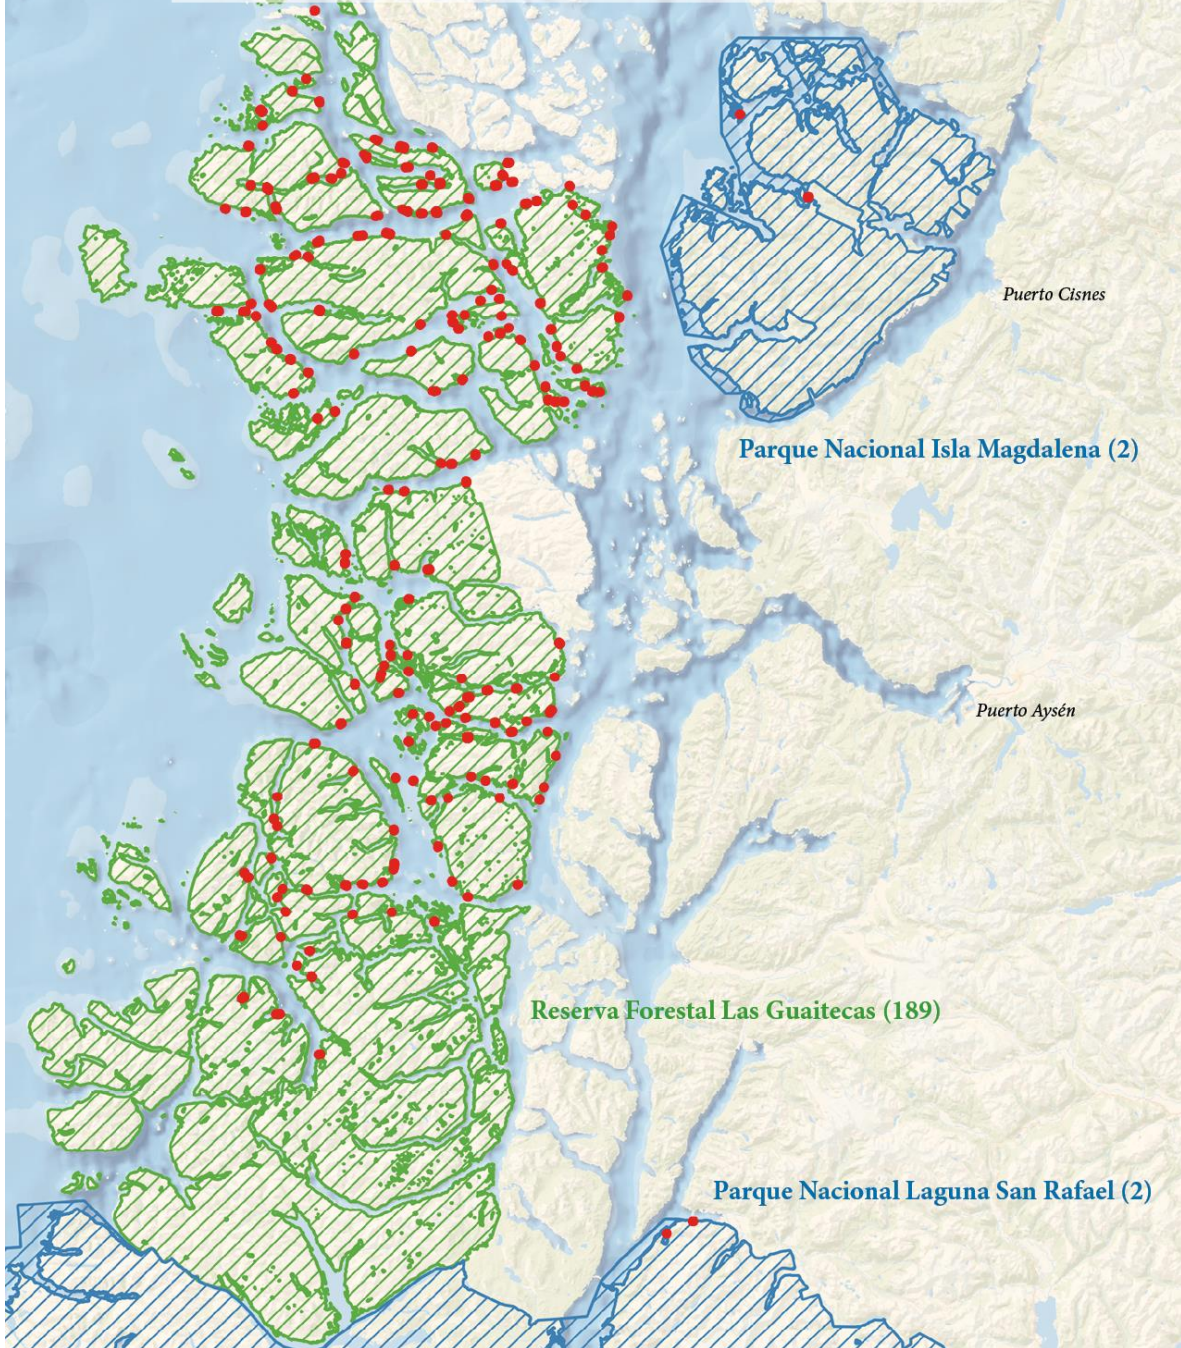 Puerto Cisnes
Parque Nacional Isla Magdalena (2)
Puerto Aysén
Reserva Forestal Las Guaitecas (189)
Parque Nacional Laguna San Rafael (2)